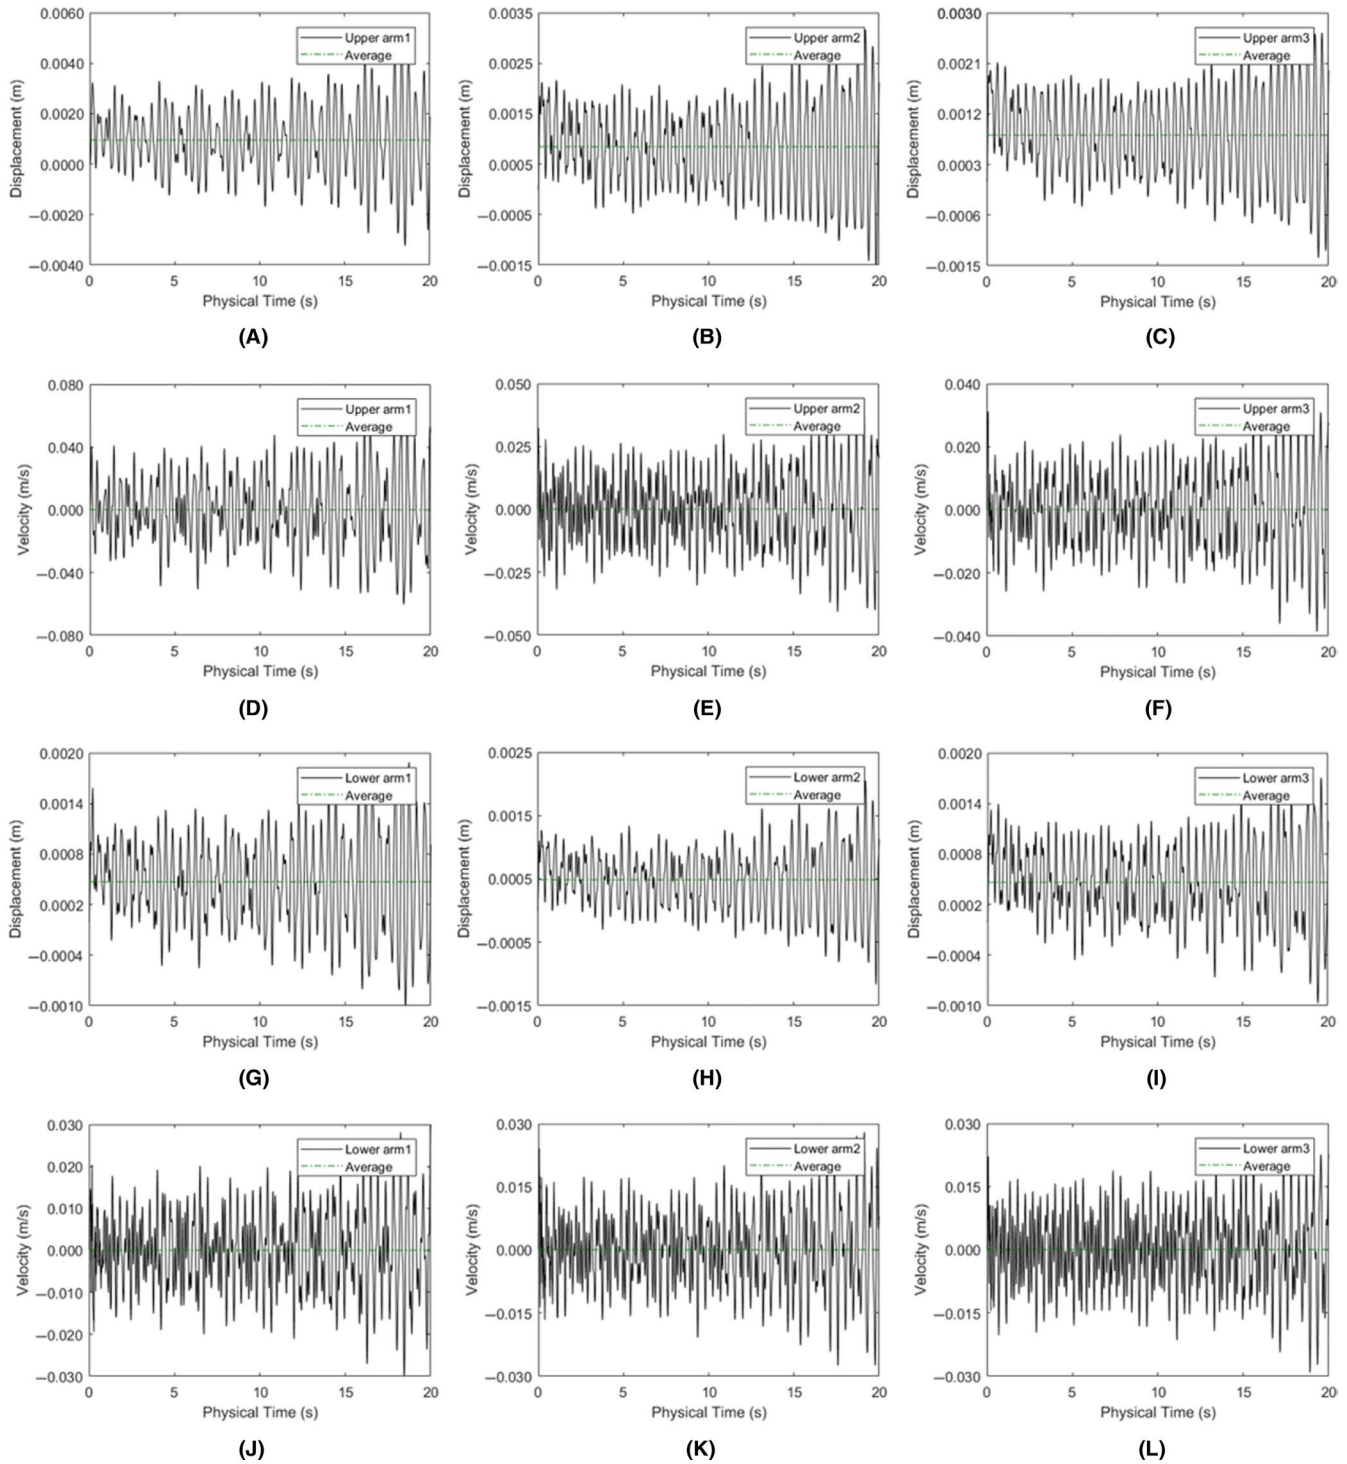 0.0060
0.0040
0.0020
0.0000
−0.0020
−0.0040
Displacement (m)
Upper arm1
Average
0 5 10 15 20
Physical Time (s)
(A)
0.0035
0.0025
0.0015
0.0005
−0.0005
−0.0015
Displacement (m)
Upper arm2
Average
0 5 10 15 20
Physical Time (s)
(B)
0.0030
0.0021
0.0012
0.0003
−0.0006
−0.0015
Displacement (m)
Upper arm3
Average
0 5 10 15 20
Physical Time (s)
(C)
0.080
0.040
0.000
−0.040
−0.080
Velocity (m/s)
Upper arm1
Average
0 5 10 15 20
Physical Time (s)
(D)
0.050
0.025
0.000
−0.025
−0.050
Velocity (m/s)
Upper arm2
Average
0 5 10 15 20
Physical Time (s)
(E)
0.040
0.020
0.000
−0.020
−0.040
Velocity (m/s)
Upper arm3
Average
0 5 10 15 20
Physical Time (s)
(F)
0.0020
0.0014
0.0008
0.0002
−0.0004
−0.0010
Displacement (m)
Lower arm1
Average
0 5 10 15 20
Physical Time (s)
(G)
0.0025
0.0015
0.0005
−0.0005
−0.0015
Displacement (m)
Lower arm2
Average
0 5 10 15 20
Physical Time (s)
(H)
0.0020
0.0014
0.0008
0.0002
−0.0004
−0.0010
Displacement (m)
Lower arm3
Average
0 5 10 15 20
Physical Time (s)
(I)
0.030
0.020
0.010
0.000
−0.010
−0.020
−0.030
Velocity (m/s)
Lower arm1
Average
0 5 10 15 20
Physical Time (s)
(J)
0.030
0.015
0.000
−0.015
−0.030
Velocity (m/s)
Lower arm2
Average
0 5 10 15 20
Physical Time (s)
(K)
0.030
0.015
0.000
−0.015
−0.030
Velocity (m/s)
Lower arm3
Average
0 5 10 15 20
Physical Time (s)
(L)